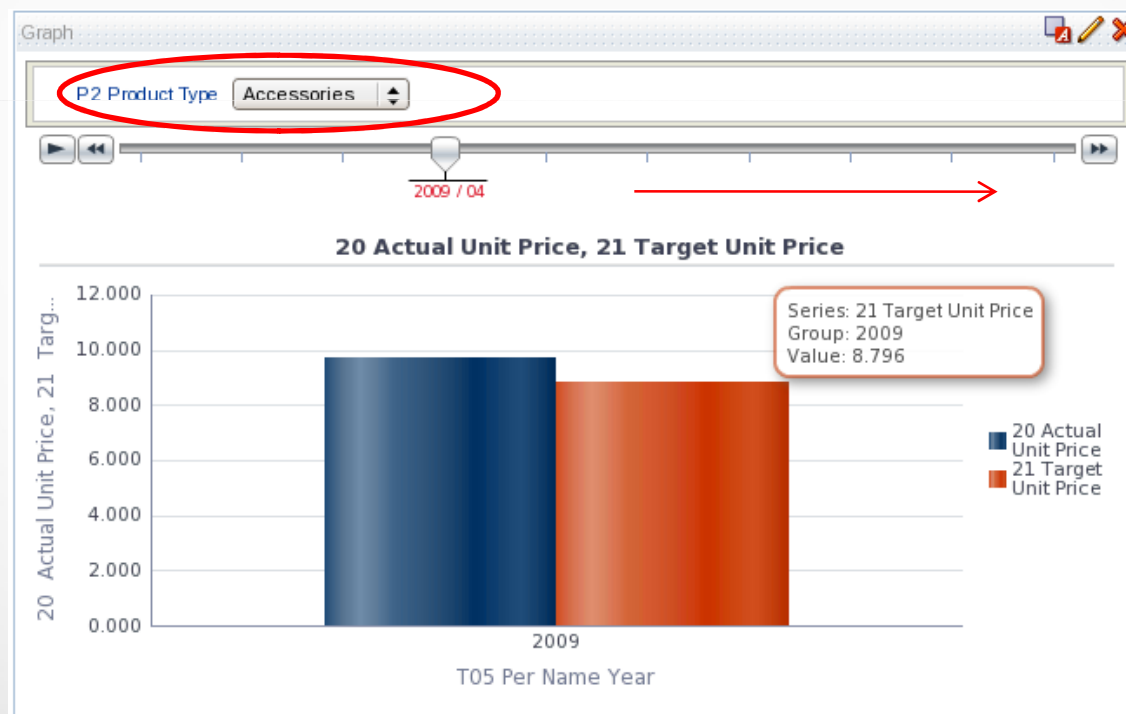 Graph
P2 Product Type Accessories
2009 / 04
20 Actual Unit Price, 21 Target Unit Price
Series: 21 Target Unit Price
Group: 2009
Value: 8.796
12.000
10.000
8.000
6.000
4.000
2.000
0.000
20 Actual Unit Price, 21 Targ...
20 Actual
Unit Price
21 Target
Unit Price
2009
T05 Per Name Year